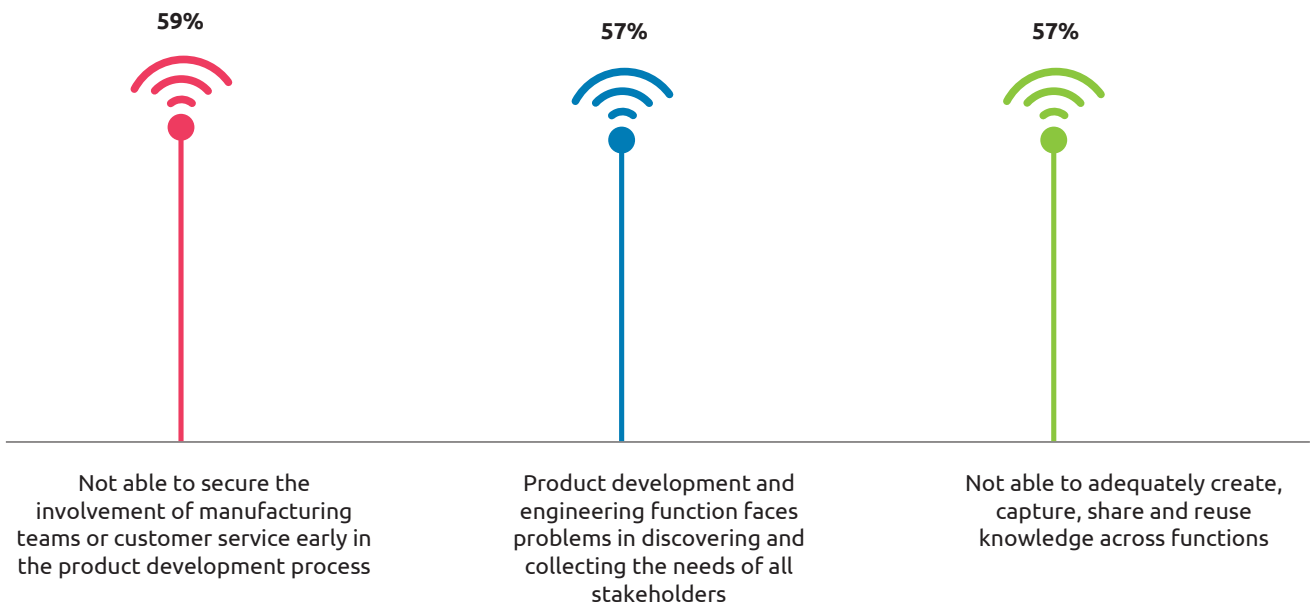 59%
57%
57%
Not able to secure the
involvement of manufacturing
teams or customer service early in
the product development process
Product development and
engineering function faces
problems in discovering and
collecting the needs of all
stakeholders
Not able to adequately create,
capture, share and reuse
knowledge across functions